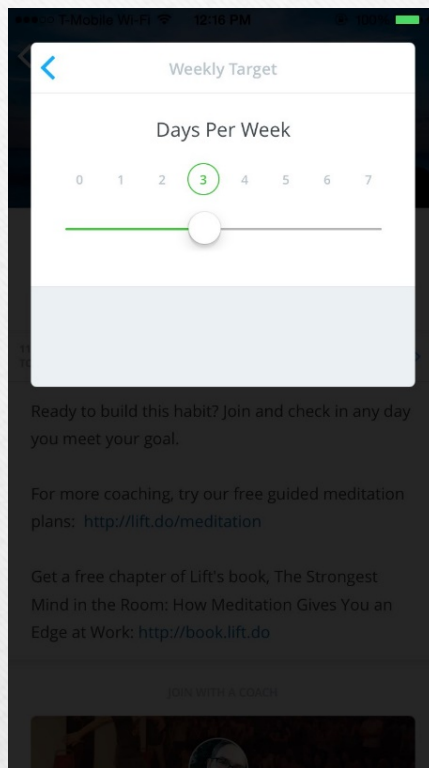 T-Mobile Wi-Fi 12:16 PM 100%
Weekly Target
Days Per Week
0 1 2 3 4 5 6 7
Ready to build this habit? Join and check in any day
you meet your goal.
For more coaching, try our free guided meditation
plans: http://lift.do/meditation
Get a free chapter of Lift's book, The Strongest
Mind in the Room: How Meditation Gives You an
Edge at Work: http://book.lift.do
JOIN WITH A COACH